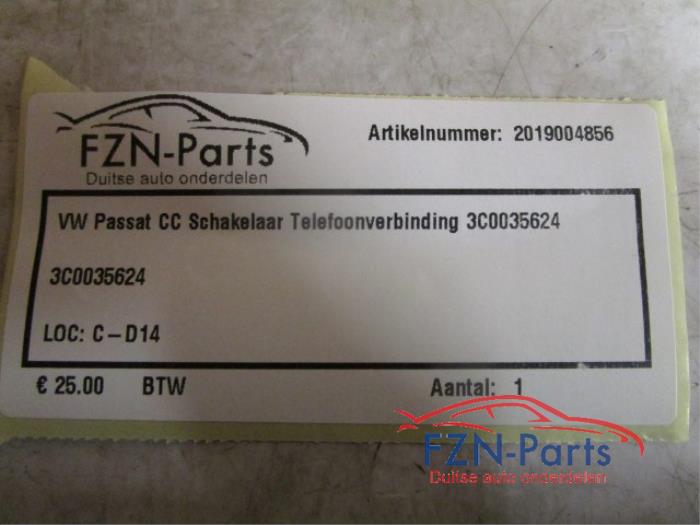 FZN-Parts
Duitse auto onderdelen
Artikelnummer: 2019004856
VW Passat CC Schakelaar Telefoonverbinding 3C0035624
3C0035624
LOC: C-D14
€ 25.00 BTW Aantal: 1
FZN-Parts
Duitse auto onderdelen